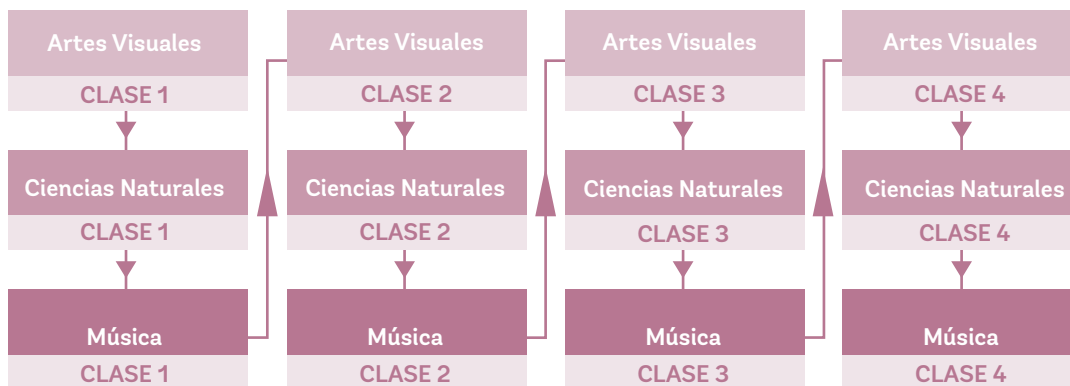 Artes Visuales
CLASE 1
Ciencias Naturales
CLASE 1
Música
CLASE 1
Artes Visuales
CLASE 2
Ciencias Naturales
CLASE 2
Música
CLASE 2
Artes Visuales
CLASE 3
Ciencias Naturales
CLASE 3
Música
CLASE 3
Artes Visuales
CLASE 4
Ciencias Naturales
CLASE 4
Música
CLASE 4